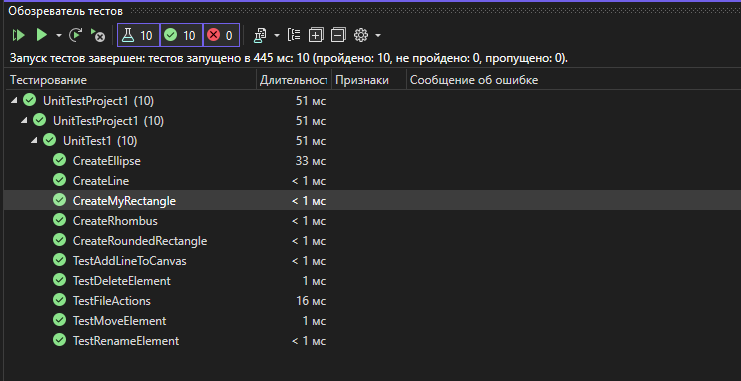 Обозреватель тестов
10 10 0
Запуск тестов завершен: тестов запущено в 445 мс: 10 (пройдено: 10, не пройдено: 0, пропущено: 0).
Тестирование Длительност Признаки Сообщение об ошибке
UnitTestProject1 (10) 51 мс
UnitTestProject1 (10) 51 мс
UnitTest1 (10) 51 мс
CreateEllipse 33 мс
CreateLine < 1 мс
CreateMyRectangle < 1 мс
CreateRhombus < 1 мс
CreateRoundedRectangle < 1 мс
TestAddLineToCanvas < 1 мс
TestDeleteElement 1 мс
TestFileActions 16 мс
TestMoveElement 1 мс
TestRenameElement < 1 мс